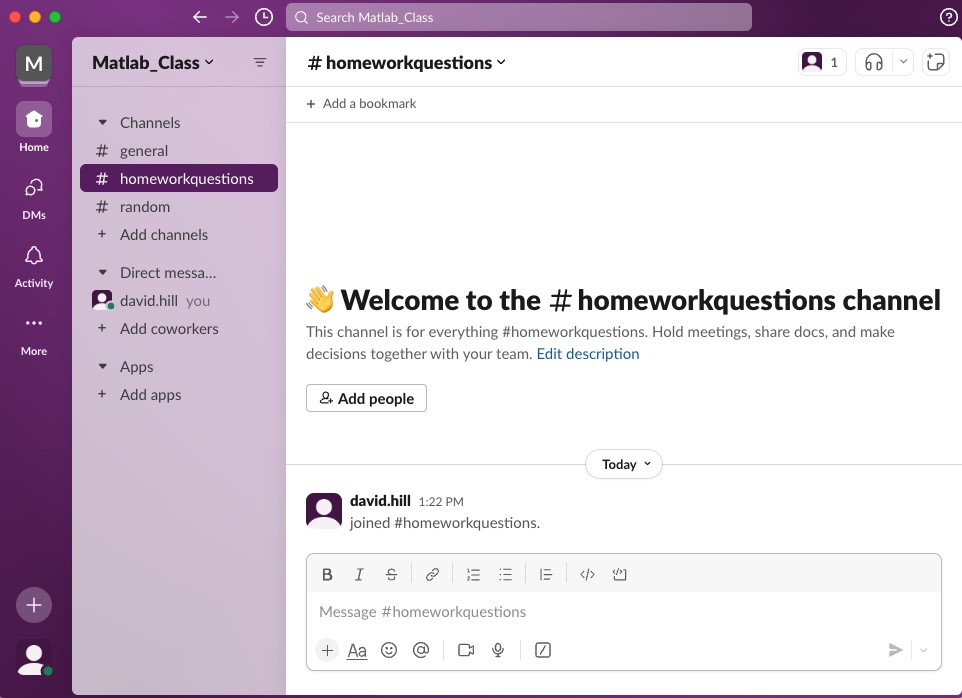 Search Matlab_Class
M
Home
DMs
Activity
More
Matlab_Class
Channels
# general
# homeworkquestions
# random
+ Add channels
Direct messa...
david.hill you
+ Add coworkers
Apps
+ Add apps
# homeworkquestions
1
+ Add a bookmark
👋 Welcome to the # homeworkquestions channel
This channel is for everything #homeworkquestions. Hold meetings, share docs, and make
decisions together with your team. Edit description
Add people
Today
david.hill 1:22 PM
joined #homeworkquestions.
B I S
Message #homeworkquestions
+ Aa @